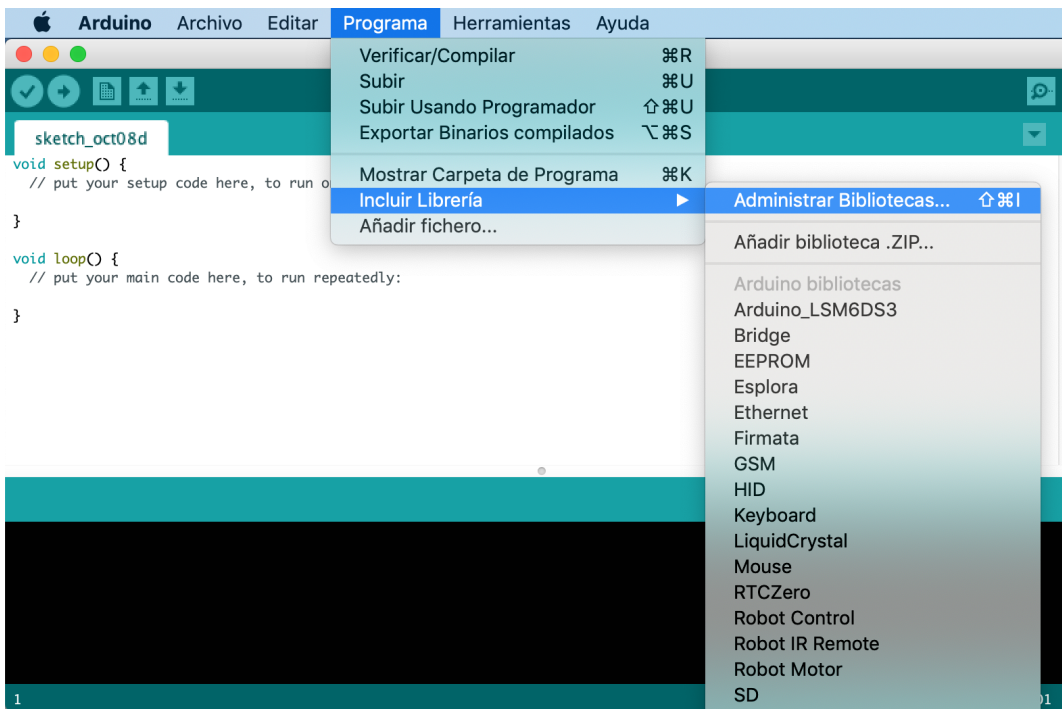 Arduino Archivo Editar Programa Herramientas Ayuda
Verificar/Compilar ⌘R
Subir ⌘U
Subir Usando Programador ⇧⌘U
Exportar Binarios compilados ⌥⌘S
Mostrar Carpeta de Programa ⌘K
Incluir Librería ▶
Añadir fichero...
Administrar Bibliotecas... ⇧⌘I
Añadir biblioteca .ZIP...
Arduino bibliotecas
Arduino_LSM6DS3
Bridge
EEPROM
Esplora
Ethernet
Firmata
GSM
HID
Keyboard
LiquidCrystal
Mouse
RTCZero
Robot Control
Robot IR Remote
Robot Motor
SD
sketch_oct08d
void setup() {
// put your setup code here, to run
}
void loop() {
// put your main code here, to run repeatedly:
}
1